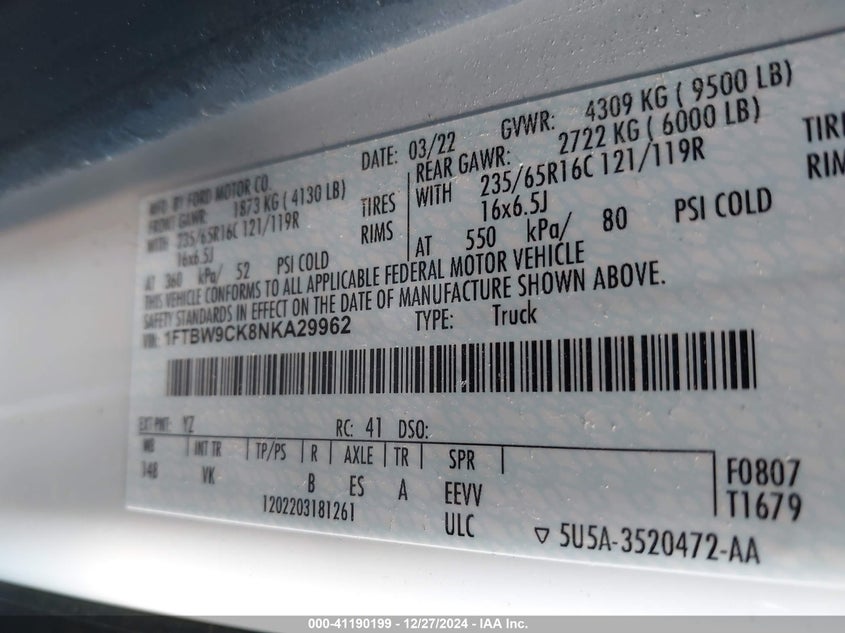 MFD. BY FORD MOTOR CO. DATE: 03/22 GVWR: 4309 KG ( 9500 LB)
FRONT GAWR: 1873 KG ( 4130 LB) REAR GAWR: 2722 KG ( 6000 LB)
WITH 235/65R16C 121/119R TIRES WITH 235/65R16C 121/119R TIRE
16x6.5J RIMS 16x6.5J RIM
AT 360 kPa/ 52 PSI COLD AT 550 kPa/ 80 PSI COLD
THIS VEHICLE CONFORMS TO ALL APPLICABLE FEDERAL MOTOR VEHICLE
SAFETY STANDARDS IN EFFECT ON THE DATE OF MANUFACTURE SHOWN ABOVE.
VIN: 1FTBW9CK8NKA29962 TYPE: Truck
EXT PNT: YZ RC: 41 DSO:
WB INT TR TP/PS R AXLE TR SPR
148 VK B ES A EEVV
1202203181261 ULC
F0807
T1679
▽ 5U5A-3520472-AA
000-41190199 - 12/27/2024 - IAA Inc.